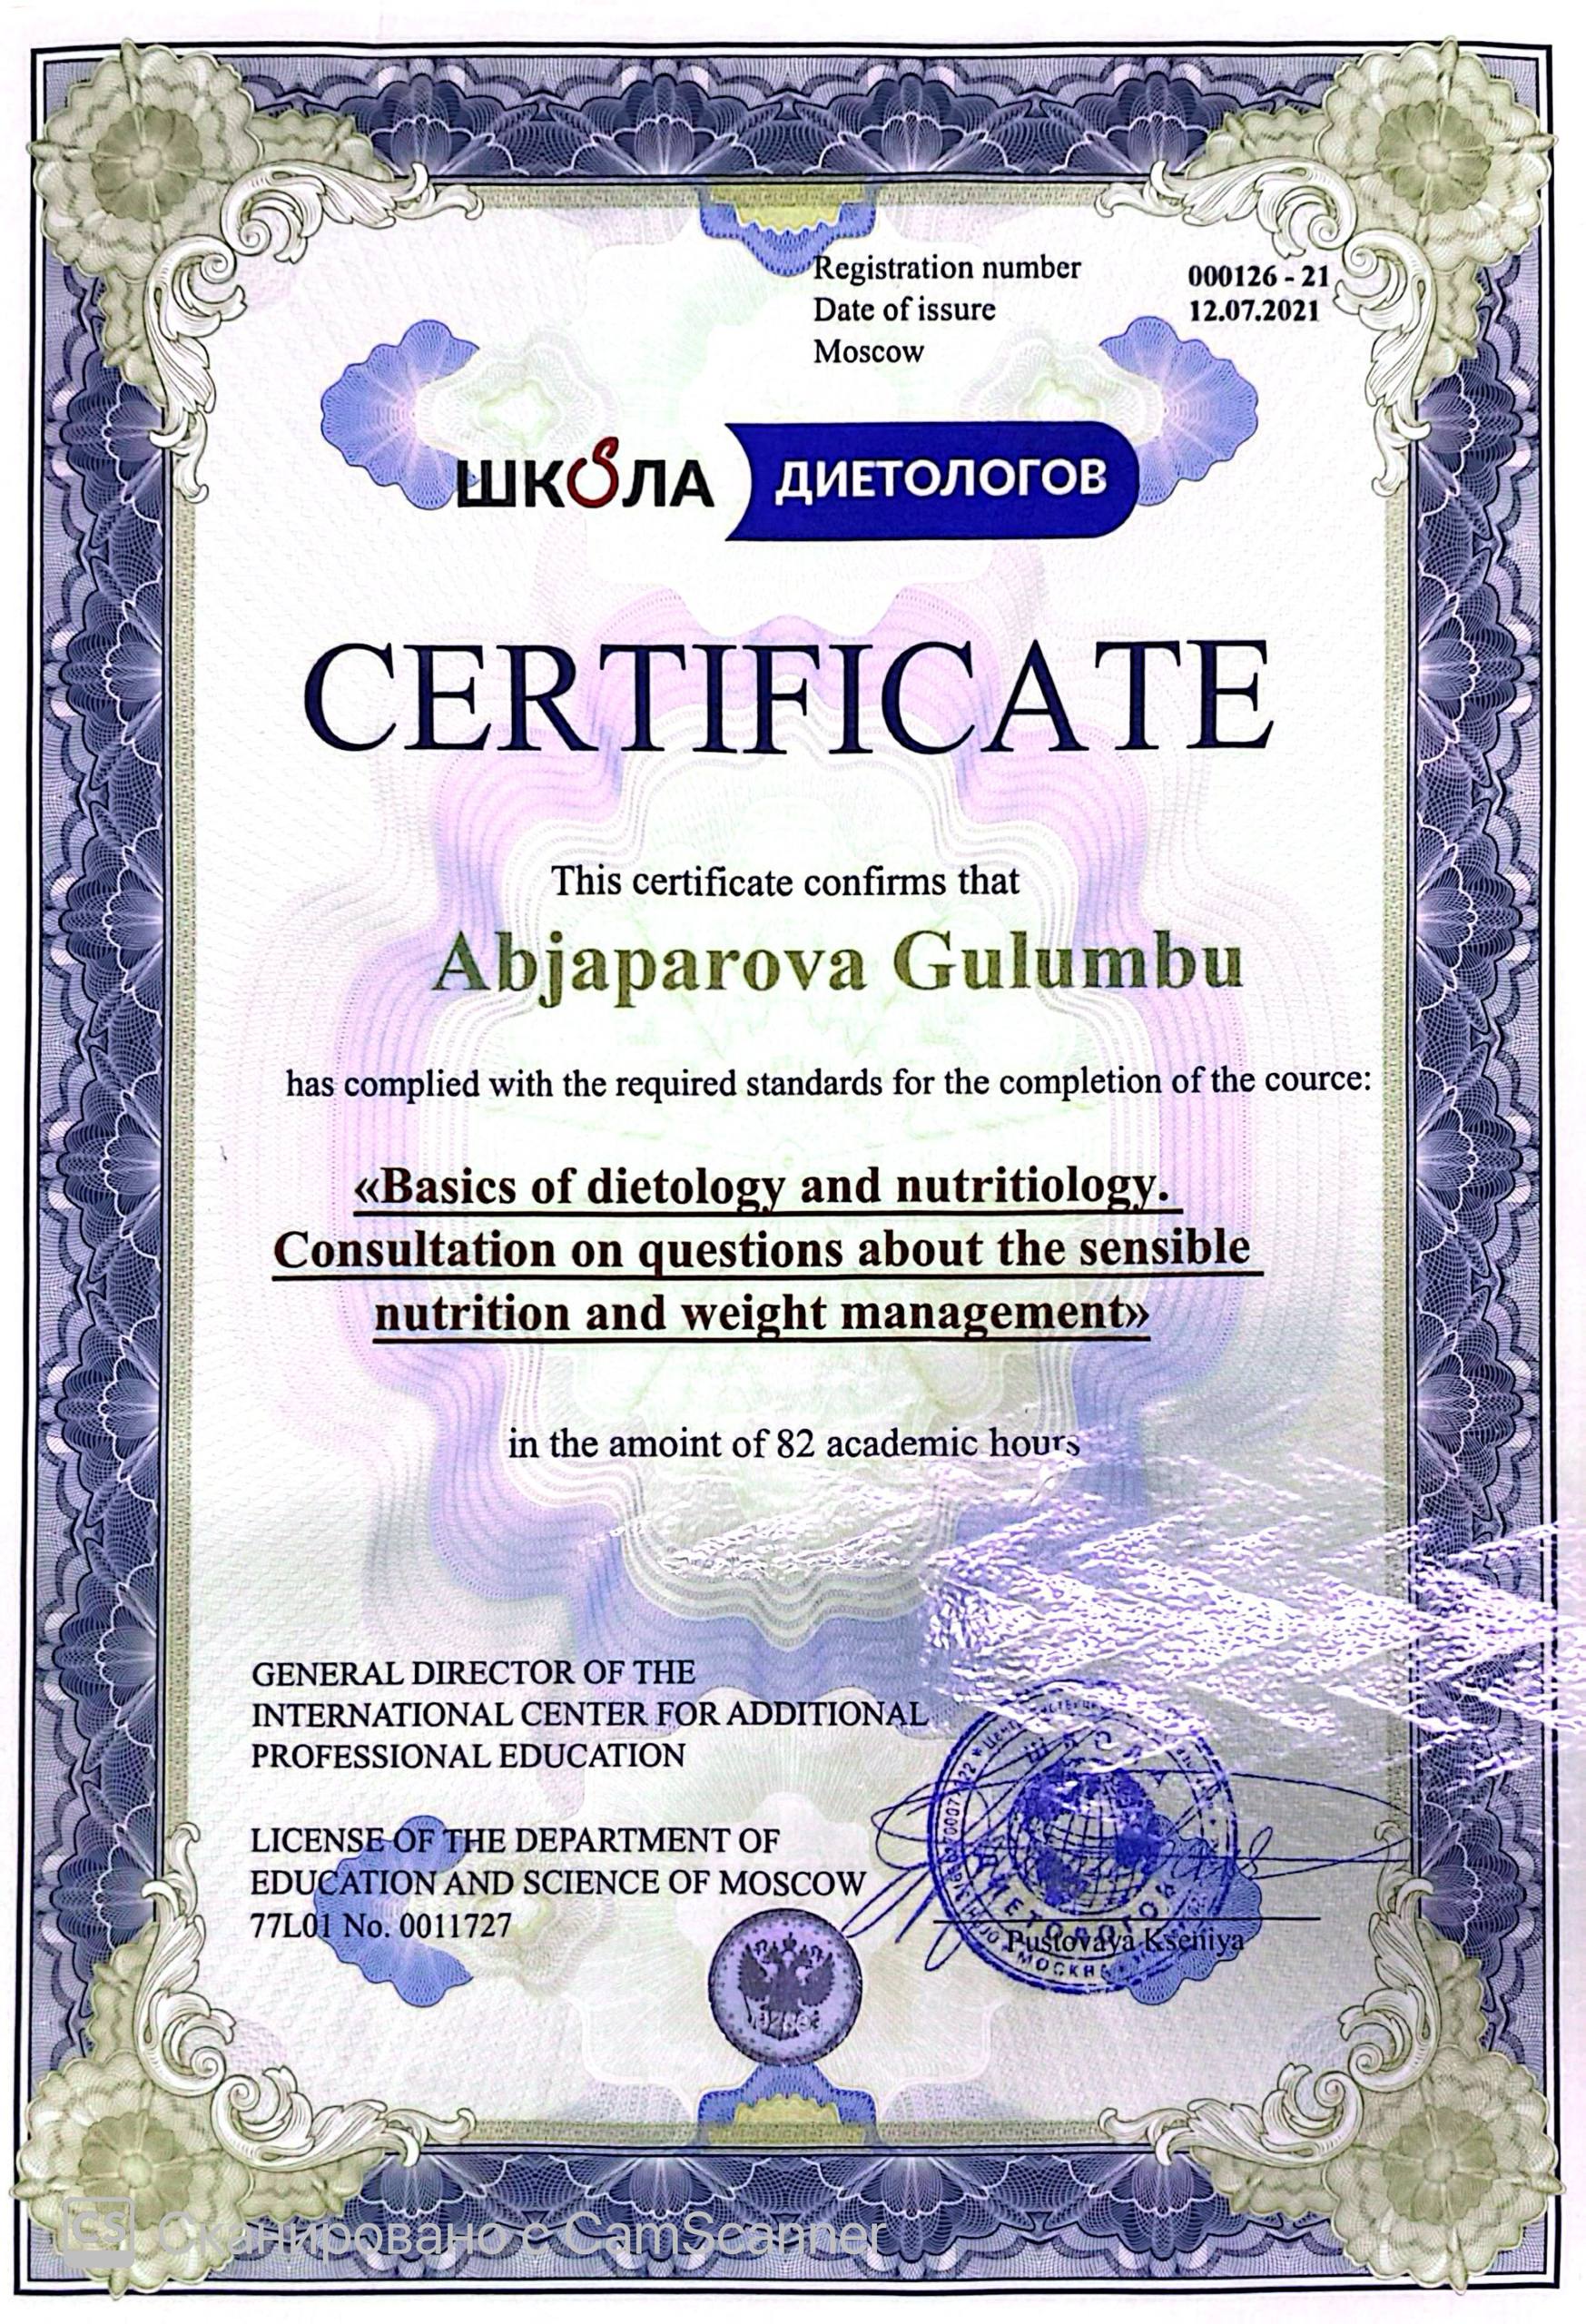 Registration number 000126 - 21
Date of issure 12.07.2021
Moscow
ШКОЛА ДИЕТОЛОГОВ
CERTIFICATE
This certificate confirms that
Abjaparova Gulumbu
has complied with the required standards for the completion of the cource:
«Basics of dietology and nutritiology.
Consultation on questions about the sensible
nutrition and weight management»
in the amoint of 82 academic hours
GENERAL DIRECTOR OF THE
INTERNATIONAL CENTER FOR ADDITIONAL
PROFESSIONAL EDUCATION
LICENSE OF THE DEPARTMENT OF
EDUCATION AND SCIENCE OF MOSCOW
77L01 No. 0011727
ШКОЛА
ДИЕТОЛОГОВ
МОСКВА
Pustovaya Kseniya
CS Сканировано с CamScanner